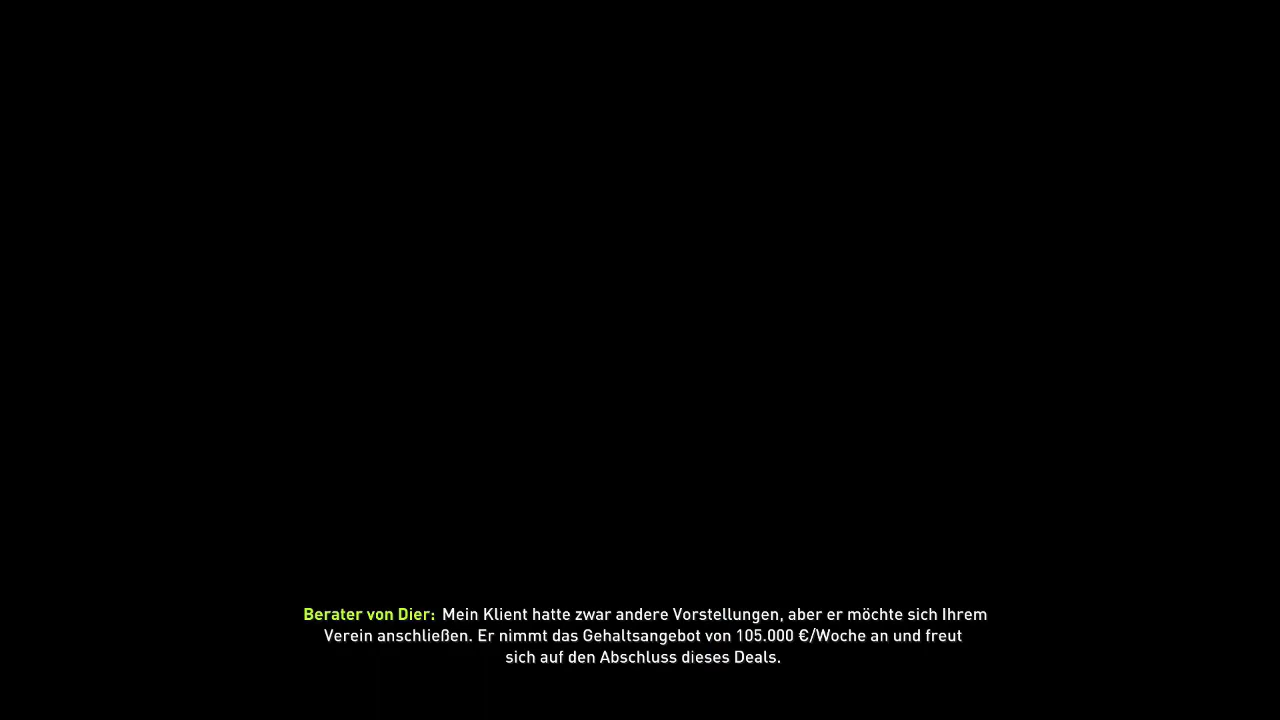 Berater von Dier: Mein Klient hatte zwar andere Vorstellungen, aber er möchte sich Ihrem
Verein anschließen. Er nimmt das Gehaltsangebot von 105.000 €/Woche an und freut
sich auf den Abschluss dieses Deals.